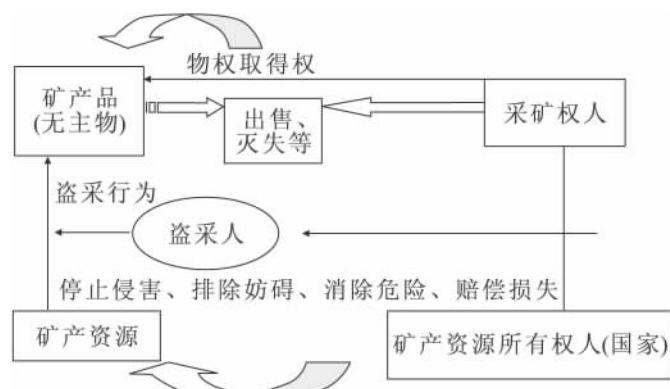 物权取得权
矿产品
(无主物)
出售、
灭失等
采矿权人
盗采行为
盗采人
停止侵害、排除妨碍、消除危险、赔偿损失
矿产资源
矿产资源所有权人(国家)